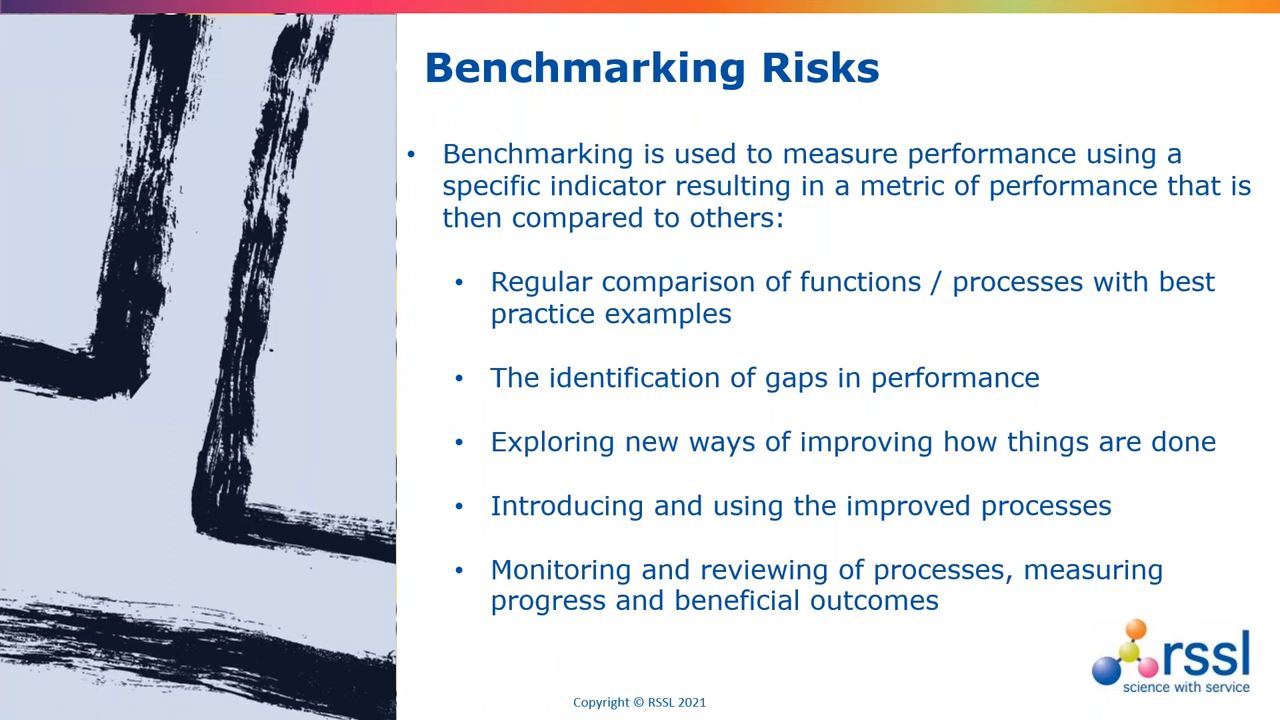 Benchmarking Risks
• Benchmarking is used to measure performance using a
specific indicator resulting in a metric of performance that is
then compared to others:
• Regular comparison of functions / processes with best
practice examples
• The identification of gaps in performance
• Exploring new ways of improving how things are done
• Introducing and using the improved processes
• Monitoring and reviewing of processes, measuring
progress and beneficial outcomes
rssl
science with service
Copyright © RSSL 2021